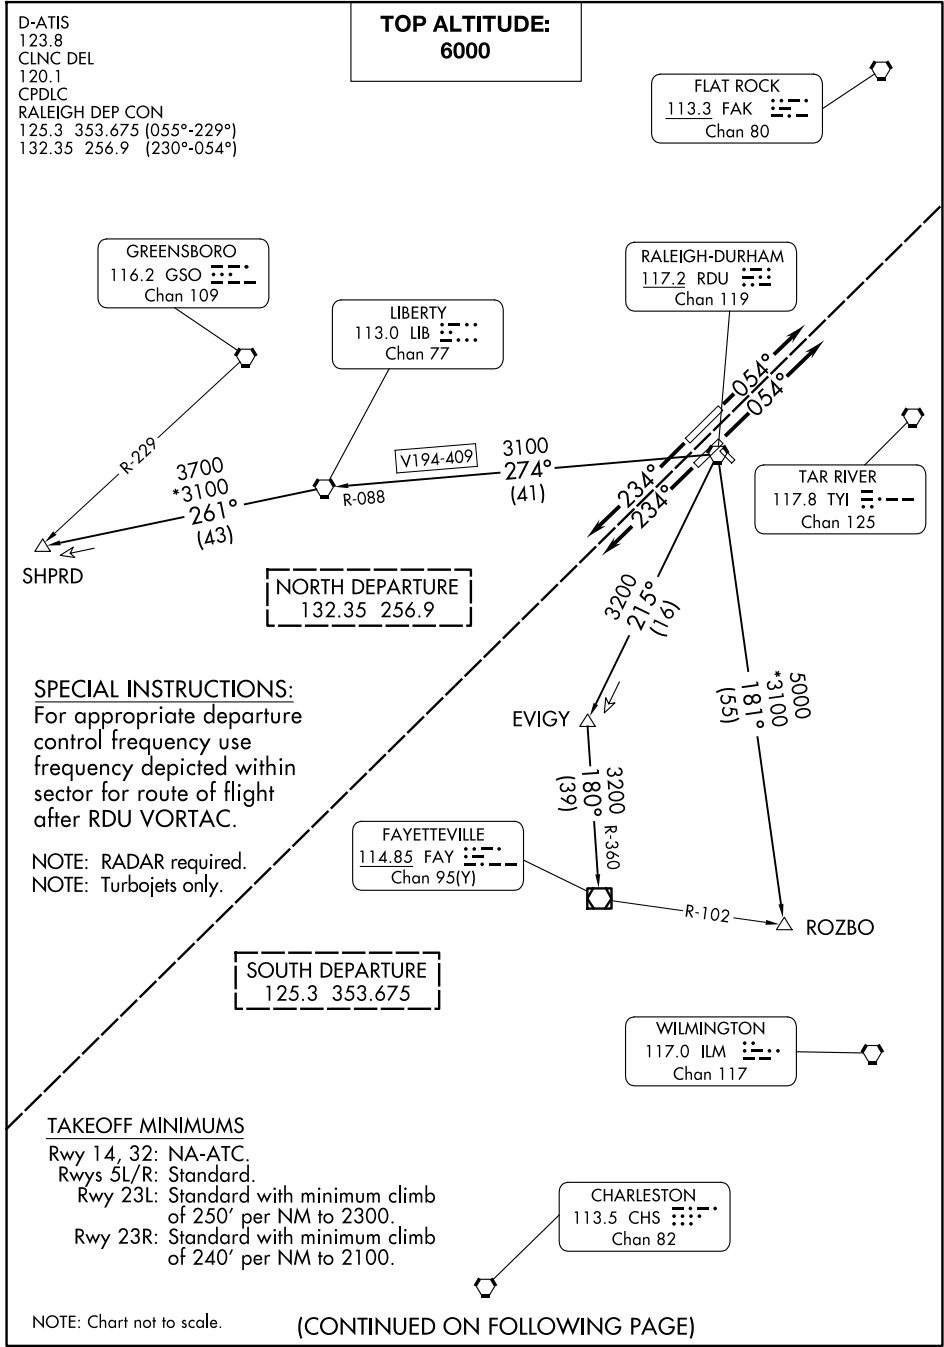 D-ATIS
123.8
CLNC DEL
120.1
CPDLC
RALEIGH DEP CON
125.3 353.675 (055°-229°)
132.35 256.9 (230°-054°)
TOP ALTITUDE:
6000
FLAT ROCK
113.3 FAK
Chan 80
GREENSBORO
116.2 GSO
Chan 109
RALEIGH-DURHAM
117.2 RDU
Chan 119
LIBERTY
113.0 LIB
Chan 77
054°
054°
R-229
3700
*3100
261°
(43)
R-088
V194-409
3100
274°
(41)
234°
234°
TAR RIVER
117.8 TYI
Chan 125
SHPRD
NORTH DEPARTURE
132.35 256.9
3200
215°
(16)
5000
*3100
181°
(55)
SPECIAL INSTRUCTIONS:
For appropriate departure
control frequency use
frequency depicted within
sector for route of flight
after RDU VORTAC.
NOTE: RADAR required.
NOTE: Turbojets only.
EVIGY
3200
180°
(39)
R-360
FAYETTEVILLE
114.85 FAY
Chan 95(Y)
R-102
ROZBO
SOUTH DEPARTURE
125.3 353.675
WILMINGTON
117.0 ILM
Chan 117
TAKEOFF MINIMUMS
Rwy 14, 32: NA-ATC.
Rwys 5L/R: Standard.
Rwy 23L: Standard with minimum climb
of 250' per NM to 2300.
Rwy 23R: Standard with minimum climb
of 240' per NM to 2100.
CHARLESTON
113.5 CHS
Chan 82
NOTE: Chart not to scale.
(CONTINUED ON FOLLOWING PAGE)